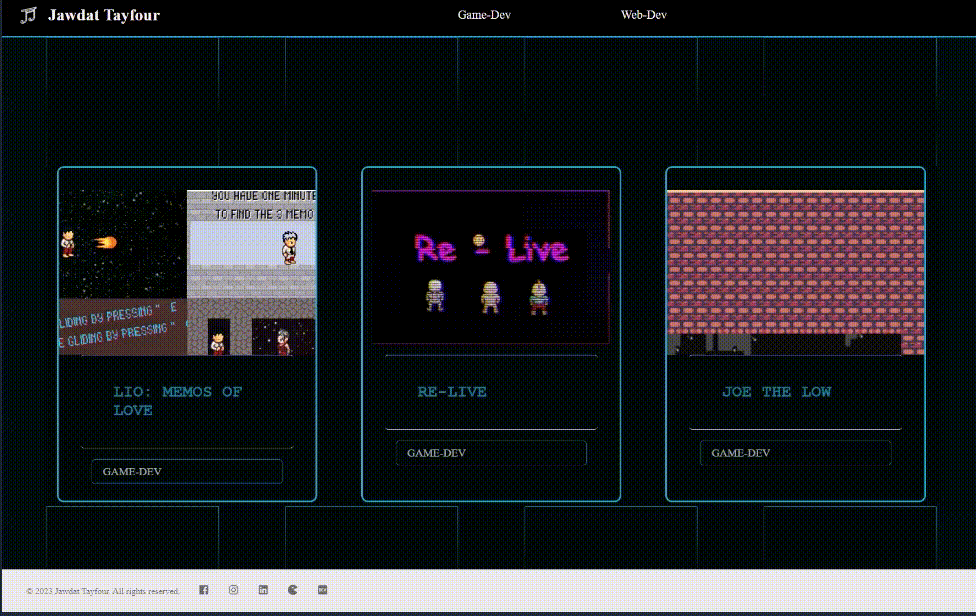 Jawdat Tayfour
Game-Dev
Web-Dev
YOU HAVE ONE MINUTE
TO FIND THE 3 MEMO
LIDING BY PRESSING " E
E GLIDING BY PRESSING "
Re - Live
LIO: MEMOS OF
LOVE
GAME-DEV
RE-LIVE
GAME-DEV
JOE THE LOW
GAME-DEV
© 2023 Jawdat Tayfour. All rights reserved.